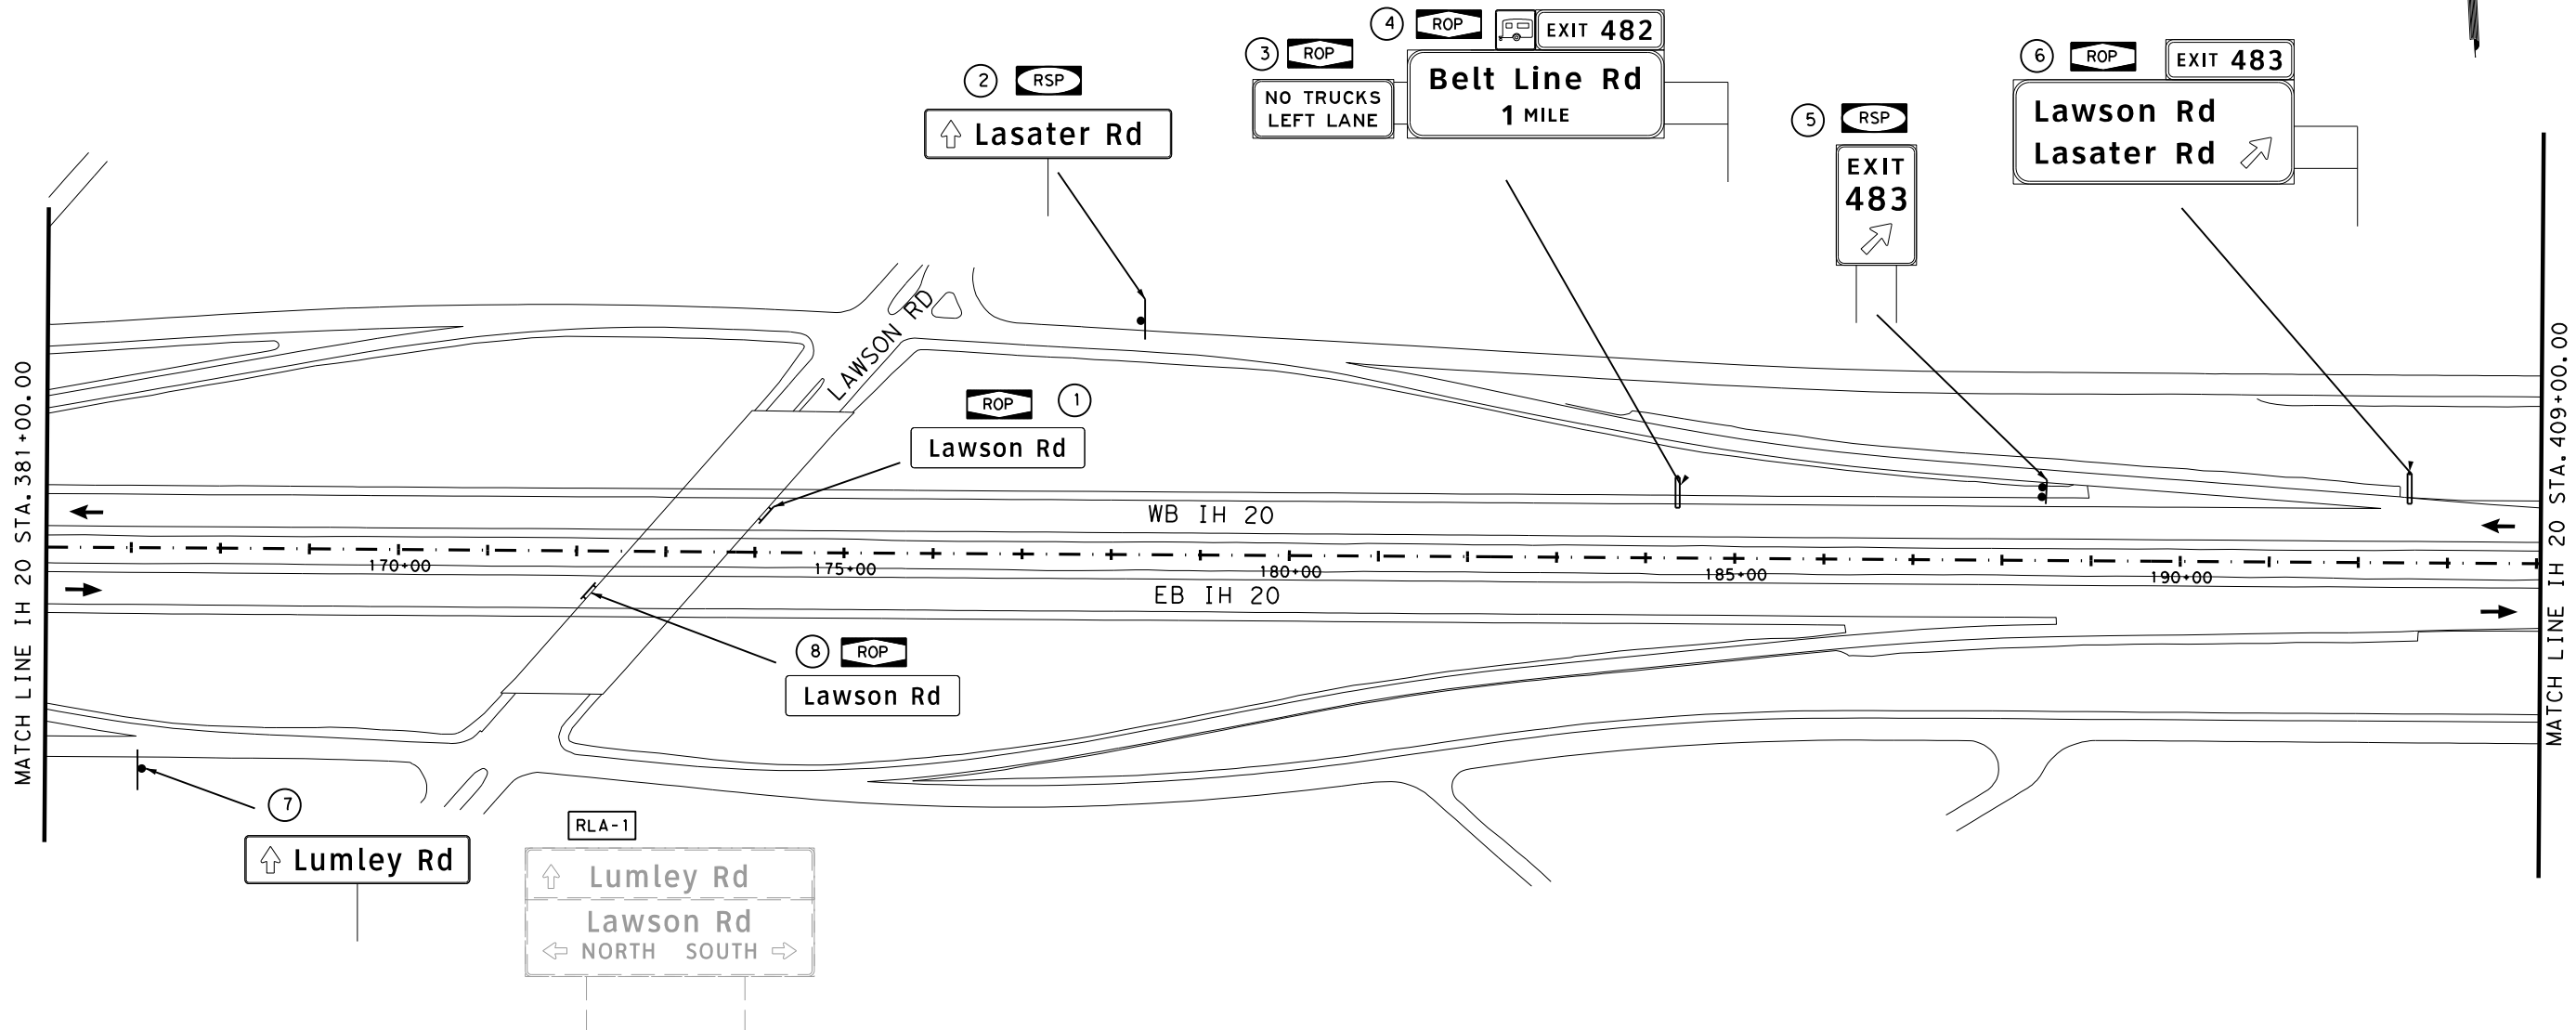 4 ROP EXIT 482
3 ROP
Belt Line Rd
1 MILE
NO TRUCKS
LEFT LANE
2 RSP
Lasater Rd
6 ROP EXIT 483
Lawson Rd
Lasater Rd
5 RSP
EXIT
483
LAWSON RD
ROP 1
Lawson Rd
MATCH LINE IH 20 STA.381+00.00
MATCH LINE IH 20 STA.409+00.00
WB IH 20
170+00 175+00 180+00 185+00 190+00
EB IH 20
8 ROP
Lawson Rd
7
Lumley Rd
RLA-1
Lumley Rd
Lawson Rd
NORTH SOUTH